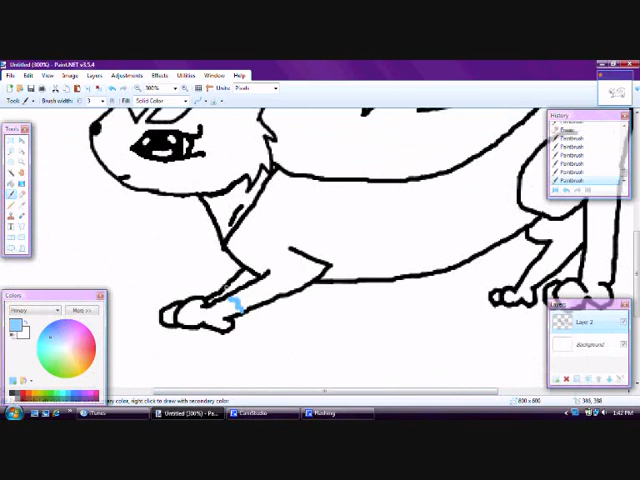 Untitled (300%) - Paint.NET v3.5.4
File Edit View Image Layers Adjustments Effects Utilities Window Help
300% Units: Pixels
Tool: Brush width: 3 Fill: Solid Color
Tools
History
Paintbrush
Paintbrush
Paintbrush
Paintbrush
Paintbrush
Paintbrush
Colors
Primary More >>
Layers
Layer 2
Background
color, right click to draw with secondary color
800 x 600
386, 388
iTunes
Untitled (300%) - Pa...
CamStudio
Mashing
1:42 PM